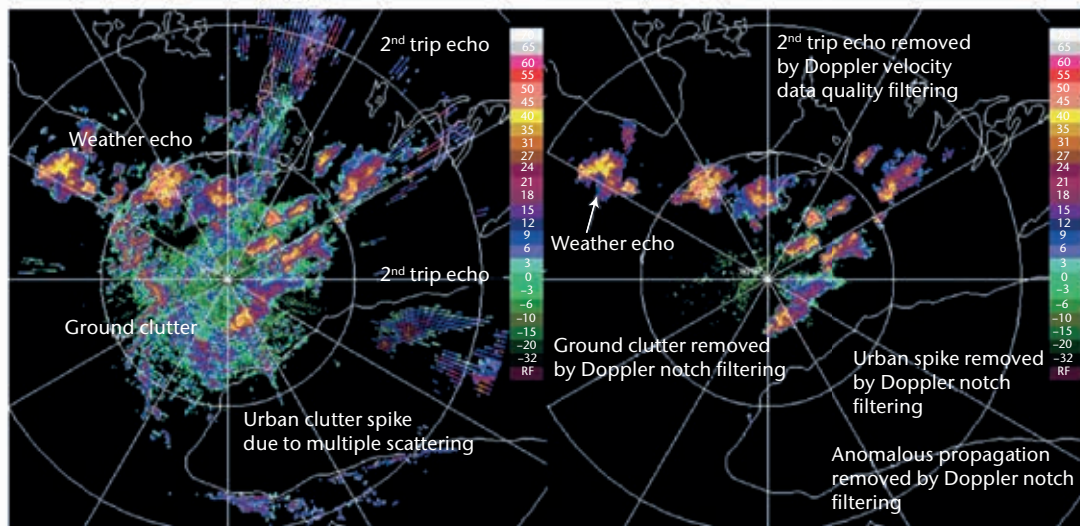 2nd trip echo
Weather echo
2nd trip echo
Ground clutter
Urban clutter spike
due to multiple scattering
65
60
55
50
45
40
35
31
27
24
21
18
15
12
9
6
3
0
−3
−6
−10
−15
−20
−32
RF
2nd trip echo removed
by Doppler velocity
data quality filtering
Weather echo
Ground clutter removed
by Doppler notch filtering
Urban spike removed
by Doppler notch
filtering
Anomalous propagation
removed by Doppler notch
filtering
65
60
55
50
45
40
35
31
27
24
21
18
15
12
9
6
3
0
−3
−6
−10
−15
−20
−32
RF